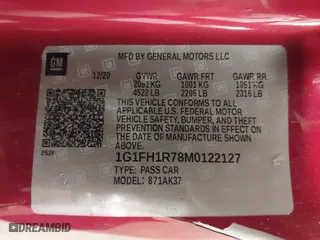 GM
MFD BY GENERAL MOTORS LLC
12/20 GVWR GAWR FRT GAWR RR
2051 KG 1001 KG 1051 KG
4522 LB 2206 LB 2316 LB
THIS VEHICLE CONFORMS TO ALL
APPLICABLE U.S. FEDERAL MOTOR
VEHICLE SAFETY, BUMPER, AND THEFT
PREVENTION STANDARDS IN EFFECT ON THE
DATE OF MANUFACTURE SHOWN ABOVE.
252F 1G1FH1R78M0122127
TYPE: PASS CAR
MODEL: 871AK37
DREAMBID